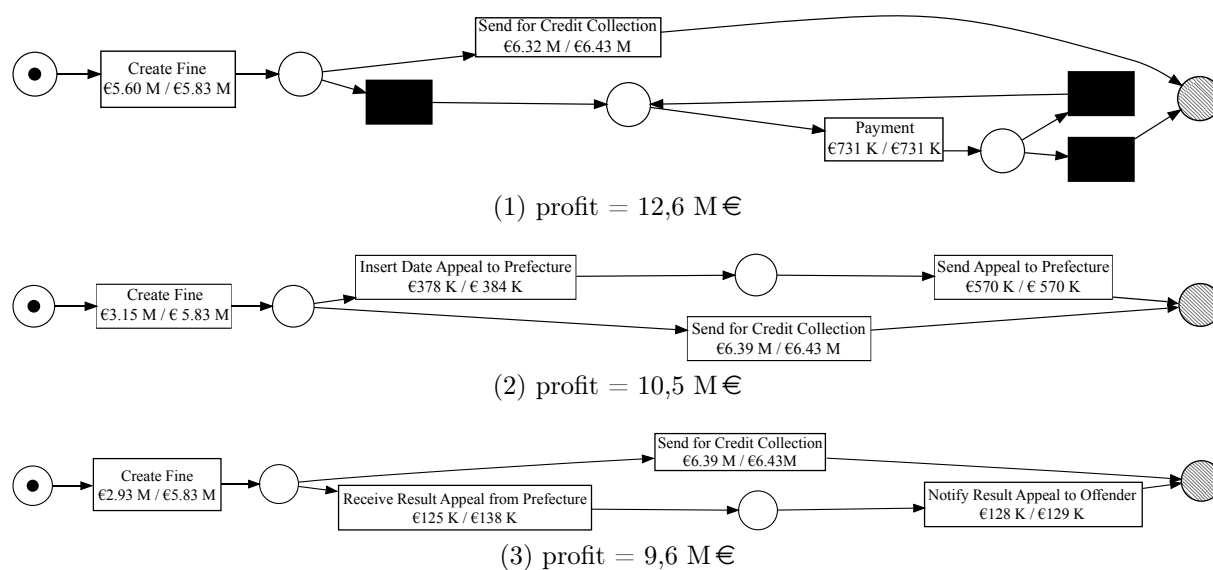 Send for Credit Collection
€6.32 M / €6.43 M
Create Fine
€5.60 M / €5.83 M
Payment
€731 K / €731 K
(1) profit = 12,6 M€
Insert Date Appeal to Prefecture
€378 K / € 384 K
Send Appeal to Prefecture
€570 K / € 570 K
Create Fine
€3.15 M / € 5.83 M
Send for Credit Collection
€6.39 M / €6.43 M
(2) profit = 10,5 M€
Send for Credit Collection
€6.39 M / €6.43M
Create Fine
€2.93 M / €5.83 M
Receive Result Appeal from Prefecture
€125 K / €138 K
Notify Result Appeal to Offender
€128 K / €129 K
(3) profit = 9,6 M€